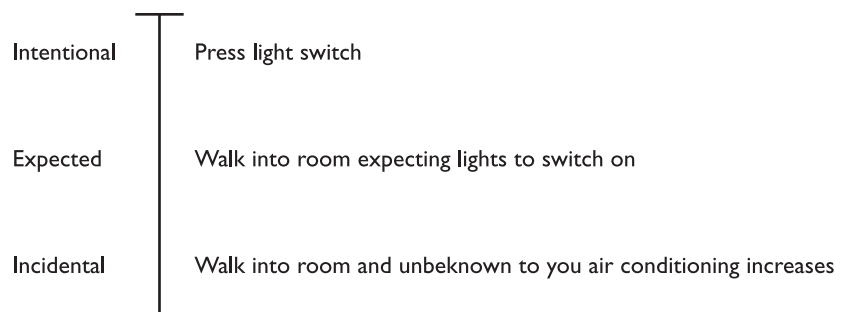 Intentional Press light switch
Expected Walk into room expecting lights to switch on
Incidental Walk into room and unbeknown to you air conditioning increases